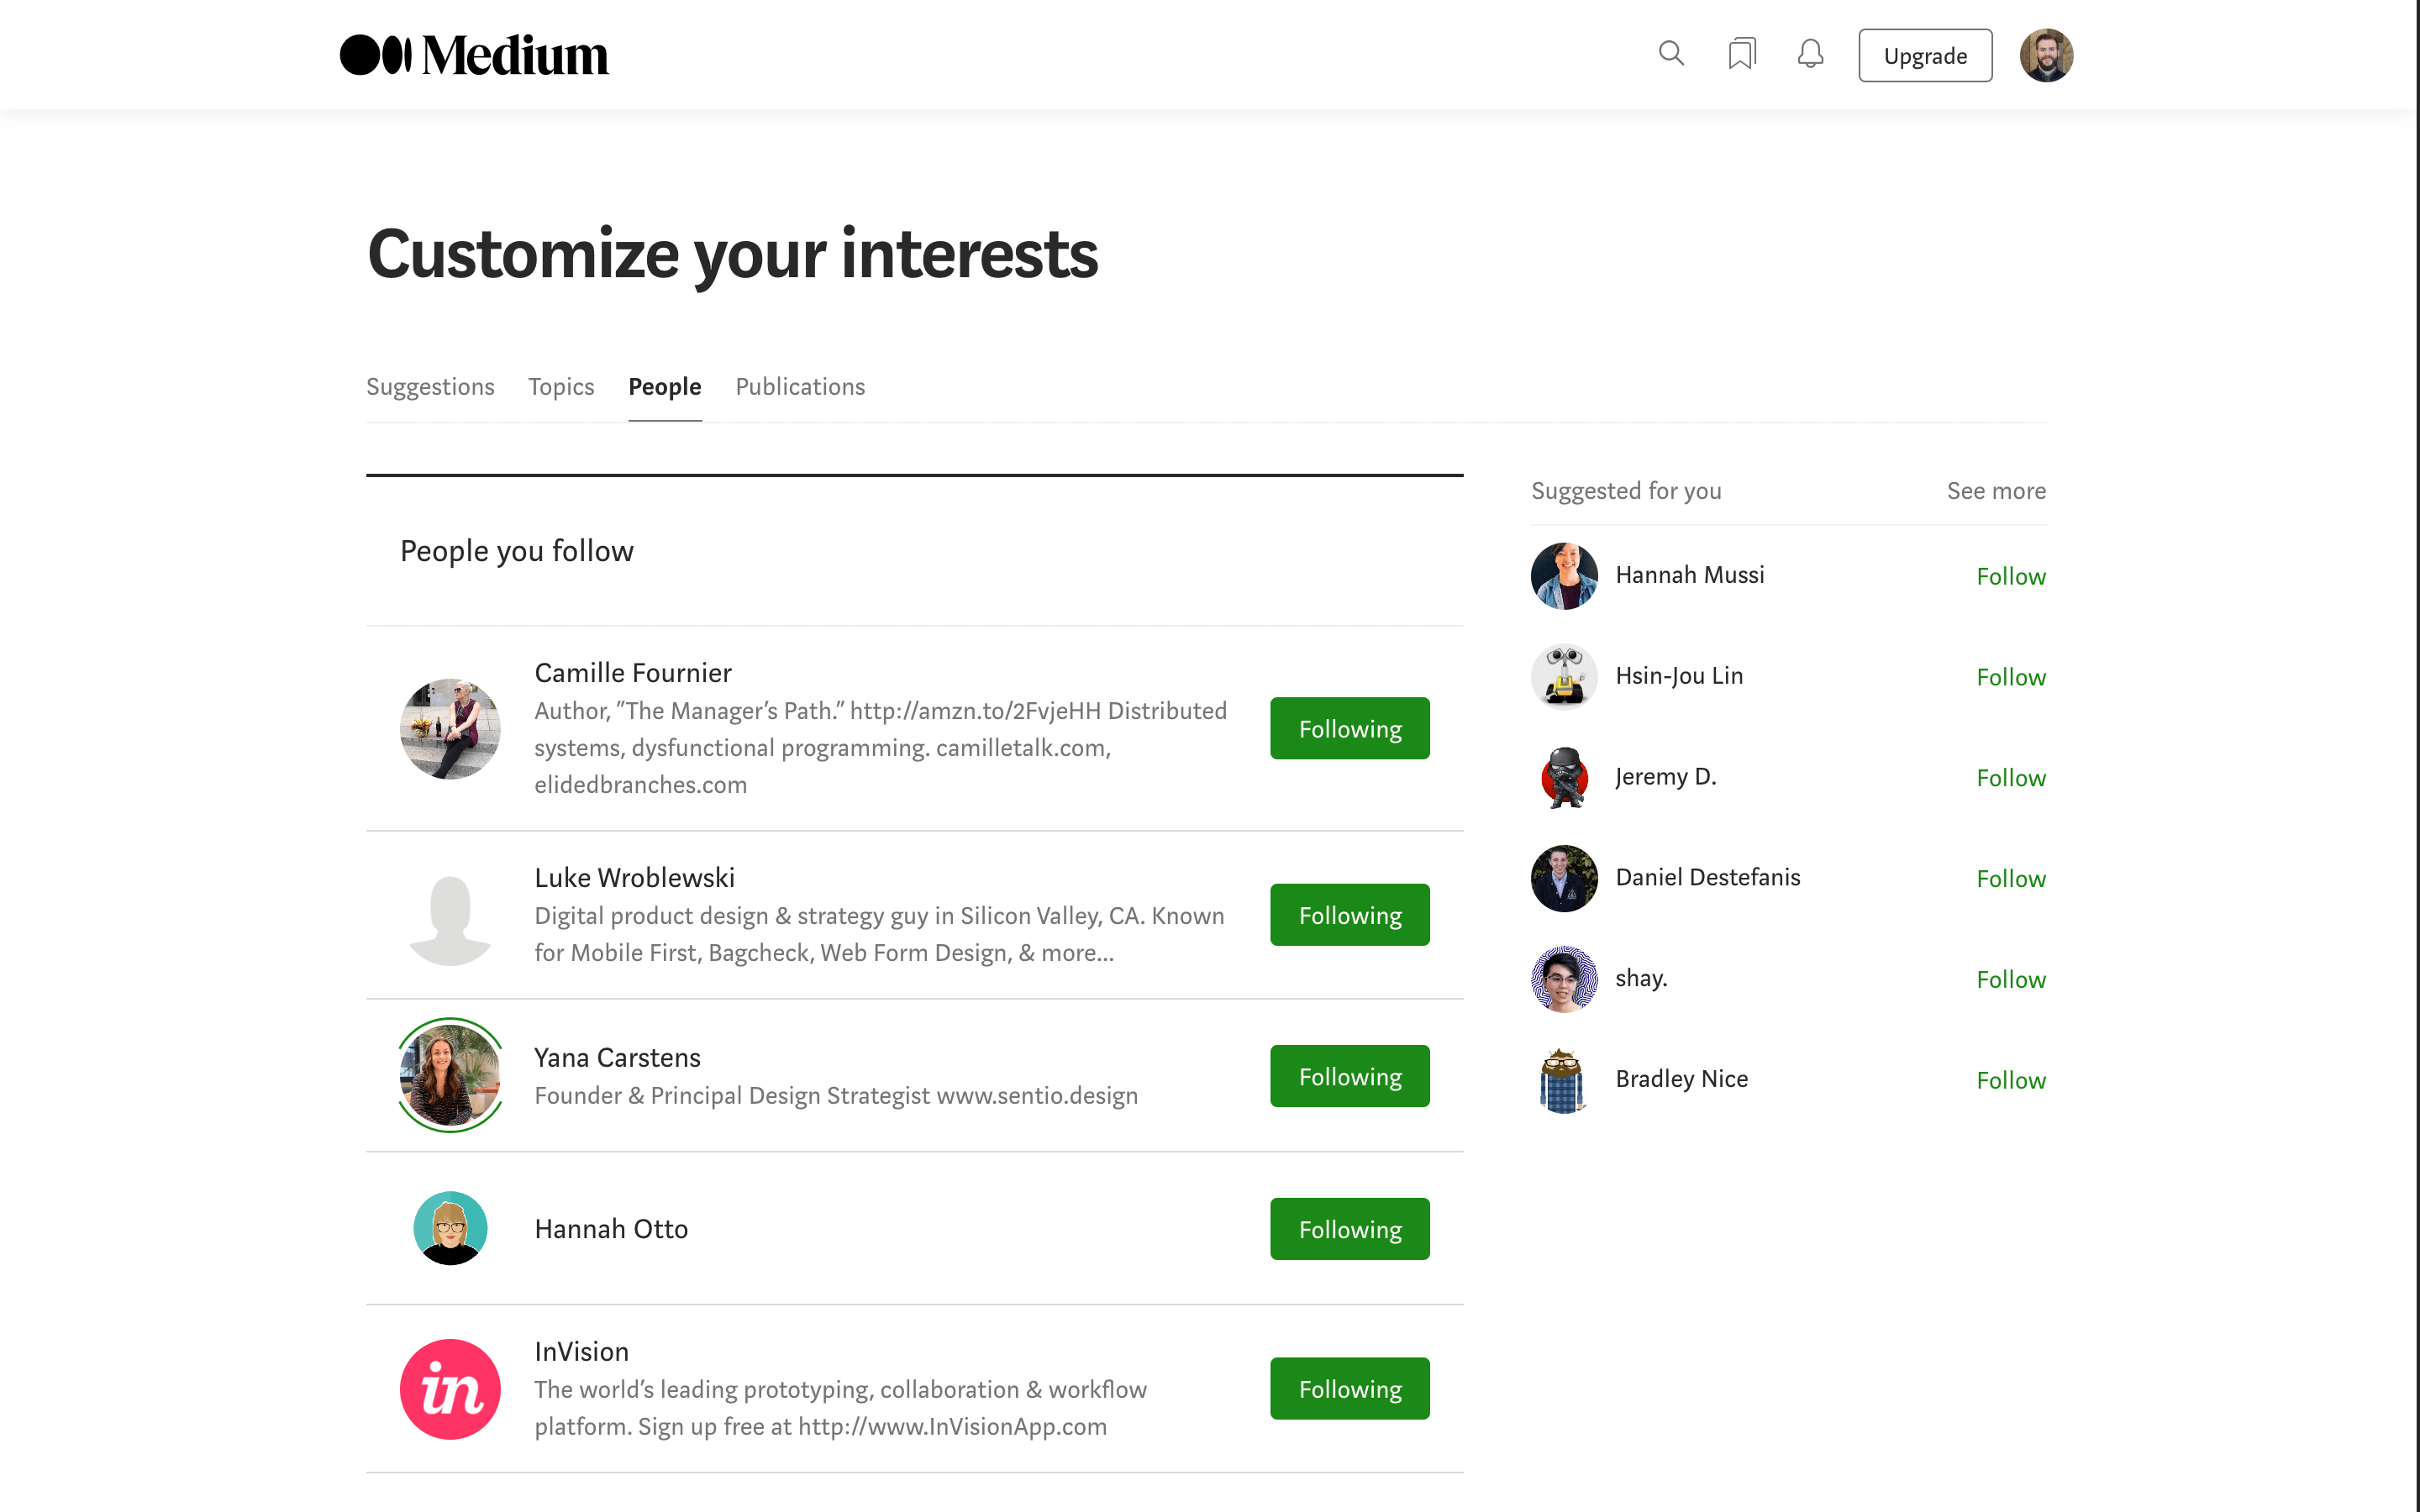 Medium
Upgrade
Customize your interests
Suggestions
Topics
People
Publications
People you follow
Camille Fournier
Author, ”The Manager’s Path.” http://amzn.to/2FvjeHH Distributed
systems, dysfunctional programming. camilletalk.com,
elidedbranches.com
Following
Luke Wroblewski
Digital product design & strategy guy in Silicon Valley, CA. Known
for Mobile First, Bagcheck, Web Form Design, & more...
Following
Yana Carstens
Founder & Principal Design Strategist www.sentio.design
Following
Hannah Otto
Following
in
InVision
The world’s leading prototyping, collaboration & workflow
platform. Sign up free at http://www.InVisionApp.com
Following
Suggested for you
See more
Hannah Mussi
Follow
Hsin-Jou Lin
Follow
Jeremy D.
Follow
Daniel Destefanis
Follow
shay.
Follow
Bradley Nice
Follow